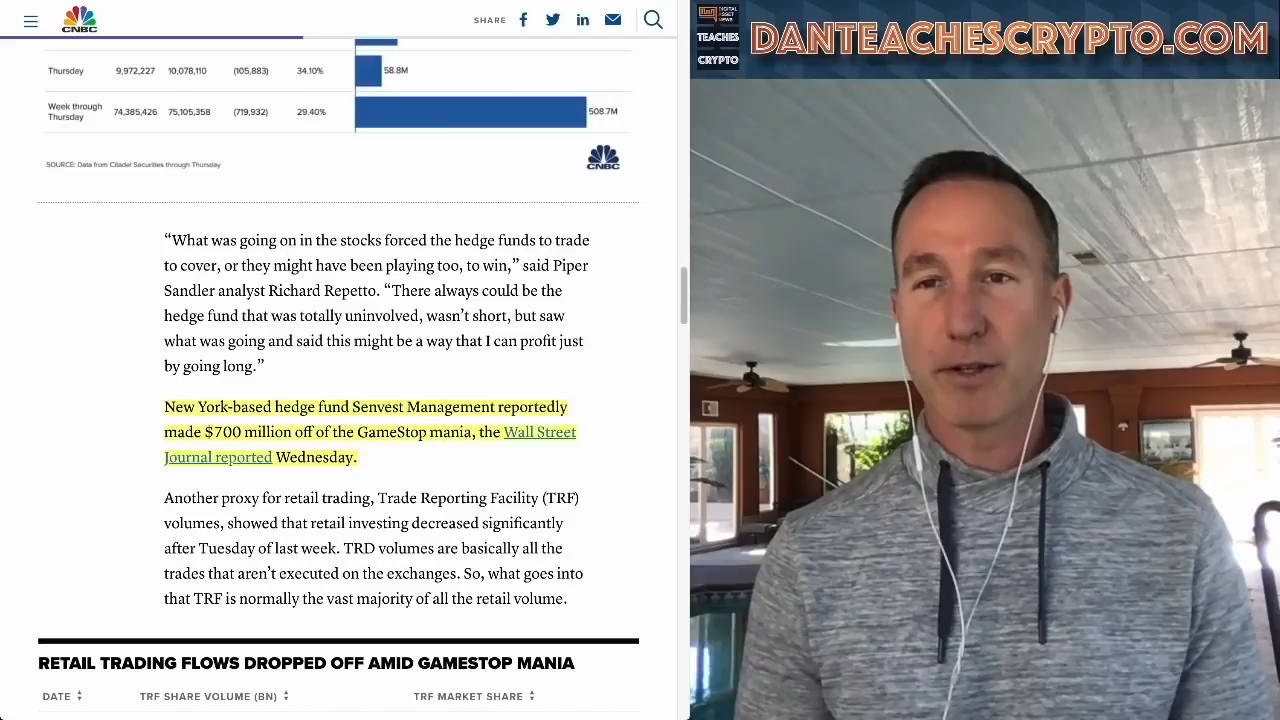 CNBC
SHARE
Thursday 9,972,227 10,078,110 (105,883) 34.10% 58.8M
Week through
Thursday 74,385,426 75,105,358 (719,932) 29.40% 508.7M
SOURCE: Data from Citadel Securities through Thursday
CNBC
“What was going on in the stocks forced the hedge funds to trade
to cover, or they might have been playing too, to win,” said Piper
Sandler analyst Richard Repetto. “There always could be the
hedge fund that was totally uninvolved, wasn’t short, but saw
what was going and said this might be a way that I can profit just
by going long.”
New York-based hedge fund Senvest Management reportedly
made $700 million off of the GameStop mania, the Wall Street
Journal reported Wednesday.
Another proxy for retail trading, Trade Reporting Facility (TRF)
volumes, showed that retail investing decreased significantly
after Tuesday of last week. TRD volumes are basically all the
trades that aren’t executed on the exchanges. So, what goes into
that TRF is normally the vast majority of all the retail volume.
RETAIL TRADING FLOWS DROPPED OFF AMID GAMESTOP MANIA
DATE TRF SHARE VOLUME (BN) TRF MARKET SHARE
DIGITAL
ASSET
NEWS
TEACHES
CRYPTO
DANTEACHESCRYPTO.COM